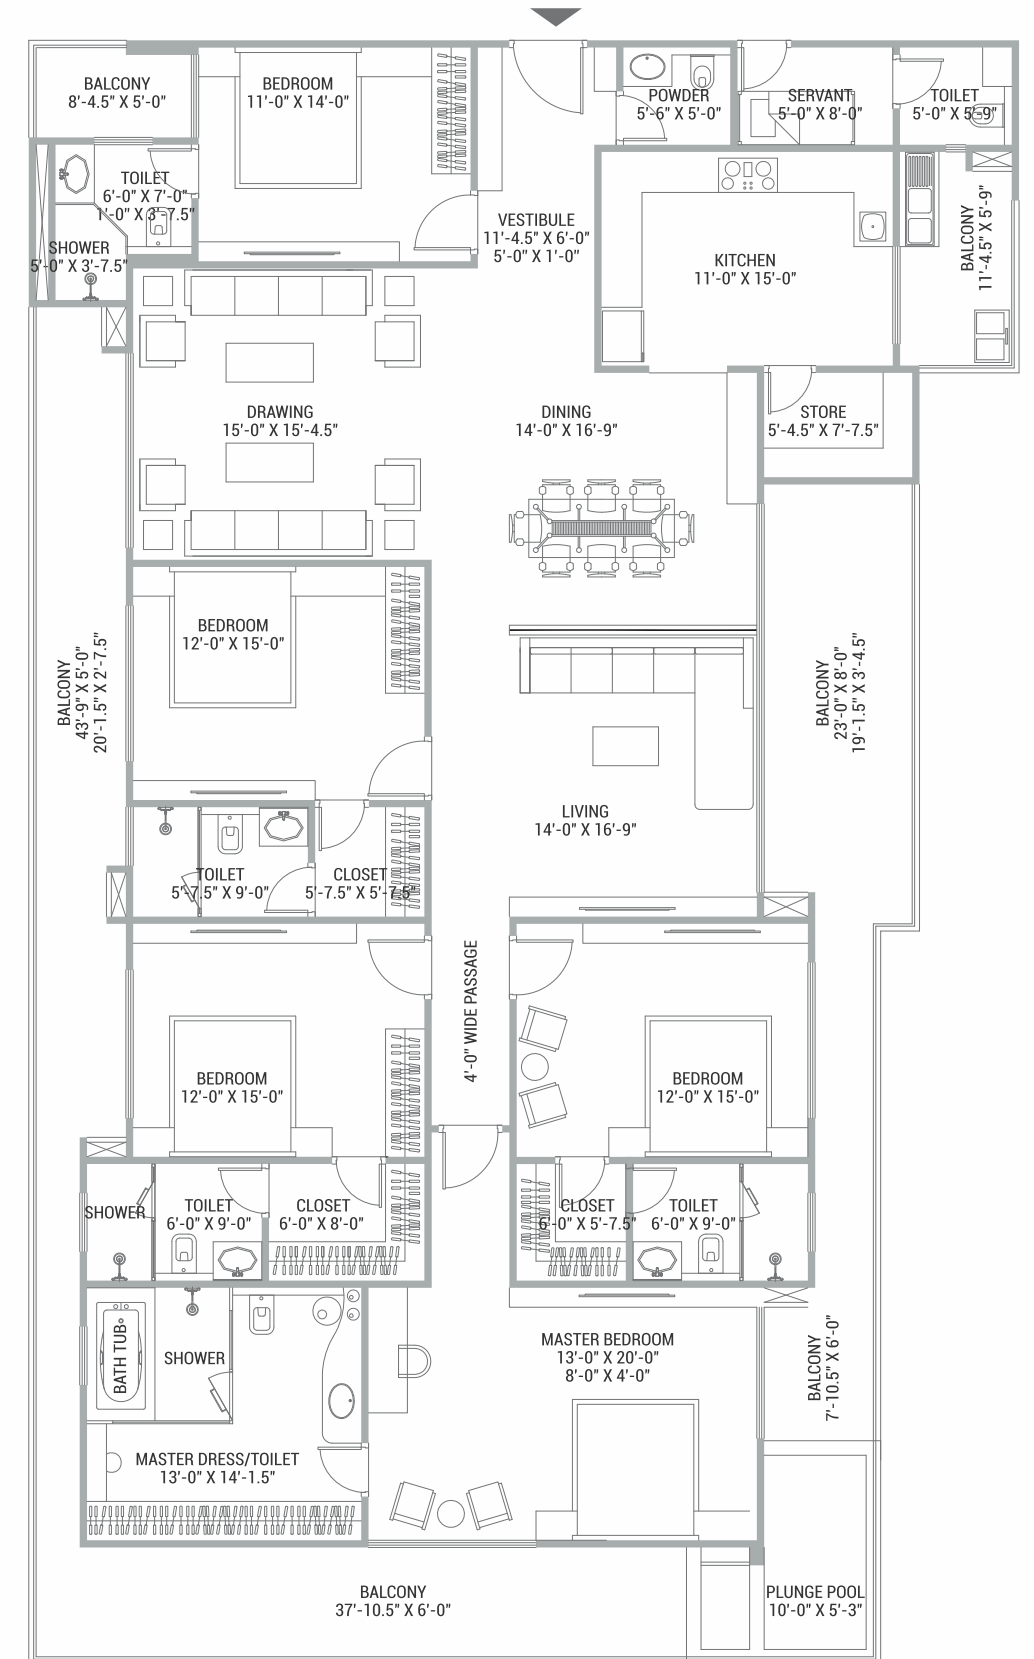 BALCONY
8'-4.5" X 5'-0"
BEDROOM
11'-0" X 14'-0"
POWDER
5'-6" X 5'-0"
SERVANT
5'-0" X 8'-0"
TOILET
5'-0" X 5'-9"
TOILET
6'-0" X 7'-0"
1'-0" X 3'-7.5"
SHOWER
5'-0" X 3'-7.5"
VESTIBULE
11'-4.5" X 6'-0"
5'-0" X 1'-0"
KITCHEN
11'-0" X 15'-0"
BALCONY
11'-4.5" X 5'-9"
DRAWING
15'-0" X 15'-4.5"
DINING
14'-0" X 16'-9"
STORE
5'-4.5" X 7'-7.5"
BEDROOM
12'-0" X 15'-0"
BALCONY
43'-9" X 5'-0"
20'-1.5" X 2'-7.5"
BALCONY
23'-0" X 8'-0"
19'-1.5" X 3'-4.5"
LIVING
14'-0" X 16'-9"
TOILET
5'-7.5" X 9'-0"
CLOSET
5'-7.5" X 5'-7.5"
4'-0" WIDE PASSAGE
BEDROOM
12'-0" X 15'-0"
BEDROOM
12'-0" X 15'-0"
SHOWER
TOILET
6'-0" X 9'-0"
CLOSET
6'-0" X 8'-0"
CLOSET
6'-0" X 5'-7.5"
TOILET
6'-0" X 9'-0"
BATH TUB
SHOWER
MASTER BEDROOM
13'-0" X 20'-0"
8'-0" X 4'-0"
BALCONY
7'-10.5" X 6'-0"
MASTER DRESS/TOILET
13'-0" X 14'-1.5"
BALCONY
37'-10.5" X 6'-0"
PLUNGE POOL
10'-0" X 5'-3"